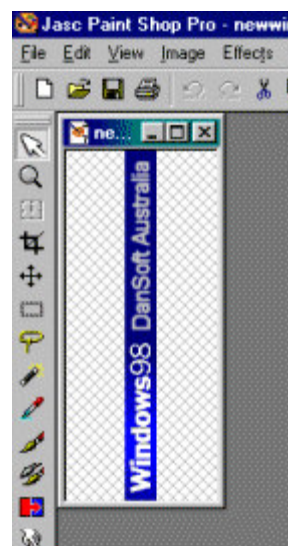 Jasc Paint Shop Pro - newwi
File Edit View Image Effects
ne...
Windows98 DanSoft Australia